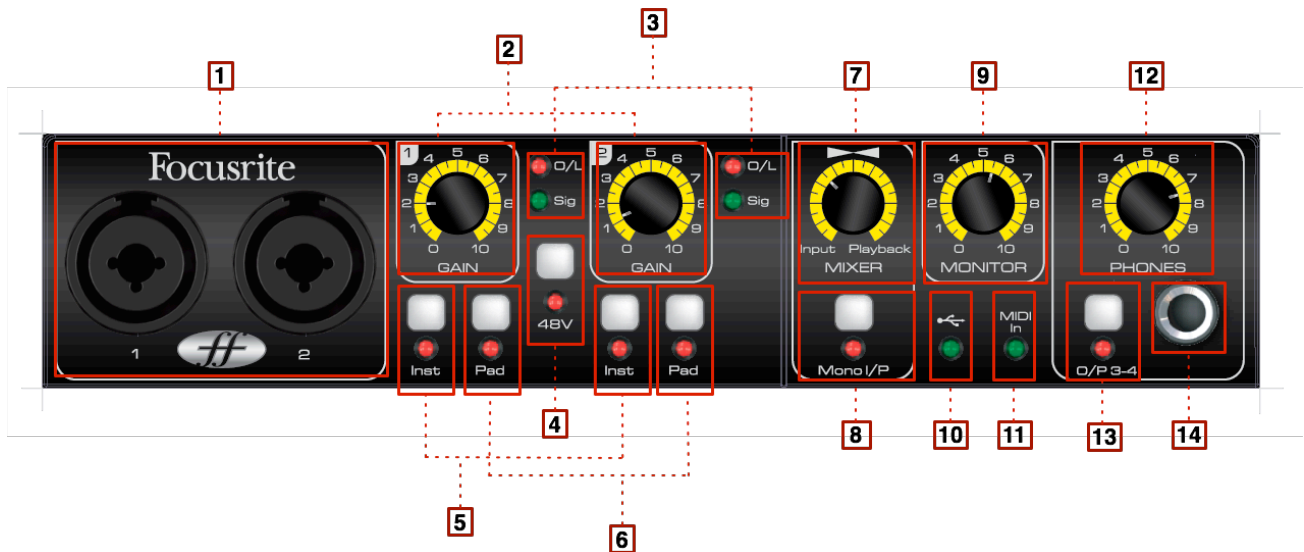 3
2
1
7
9
12
Focusrite
1
0 1 2 3 4 5 6 7 8 9 10
GAIN
O/L
Sig
48V
2
0 1 2 3 4 5 6 7 8 9 10
GAIN
O/L
Sig
Input Playback
MIXER
0 1 2 3 4 5 6 7 8 9 10
MONITOR
0 1 2 3 4 5 6 7 8 9 10
PHONES
1
ff
2
Inst
Pad
Inst
Pad
Mono I/P
MIDI
In
O/P 3-4
4
8
10
11
13
14
5
6